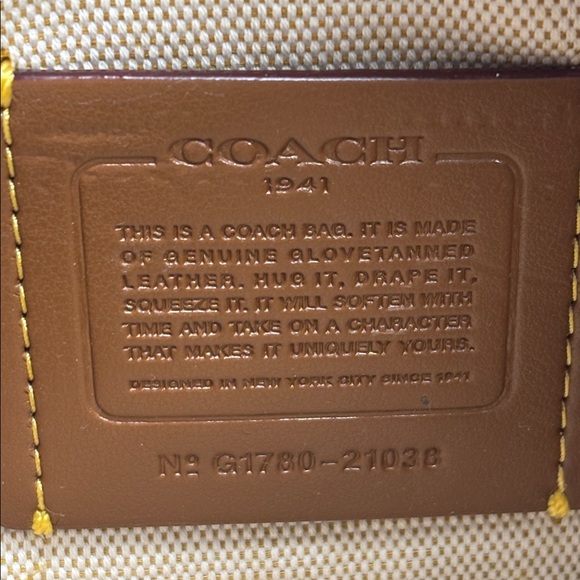 COACH
1941
THIS IS A COACH BAG. IT IS MADE
OF GENUINE GLOVETANNED
LEATHER. HUG IT, DRAPE IT,
SQUEEZE IT. IT WILL SOFTEN WITH
TIME AND TAKE ON A CHARACTER
THAT MAKES IT UNIQUELY YOURS.
DESIGNED IN NEW YORK CITY SINCE 1941
Nº G1780-21038